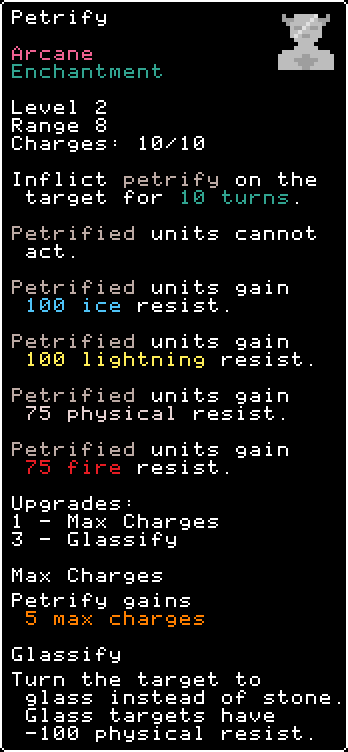 Petrify
Arcane
Enchantment
Level 2
Range 8
Charges: 10/10
Inflict petrify on the
target for 10 turns.
Petrified units cannot
act.
Petrified units gain
100 ice resist.
Petrified units gain
100 lightning resist.
Petrified units gain
75 physical resist.
Petrified units gain
75 fire resist.
Upgrades:
1 - Max Charges
3 - Glassify
Max Charges
Petrify gains
5 max charges
Glassify
Turn the target to
glass instead of stone.
Glass targets have
-100 physical resist.